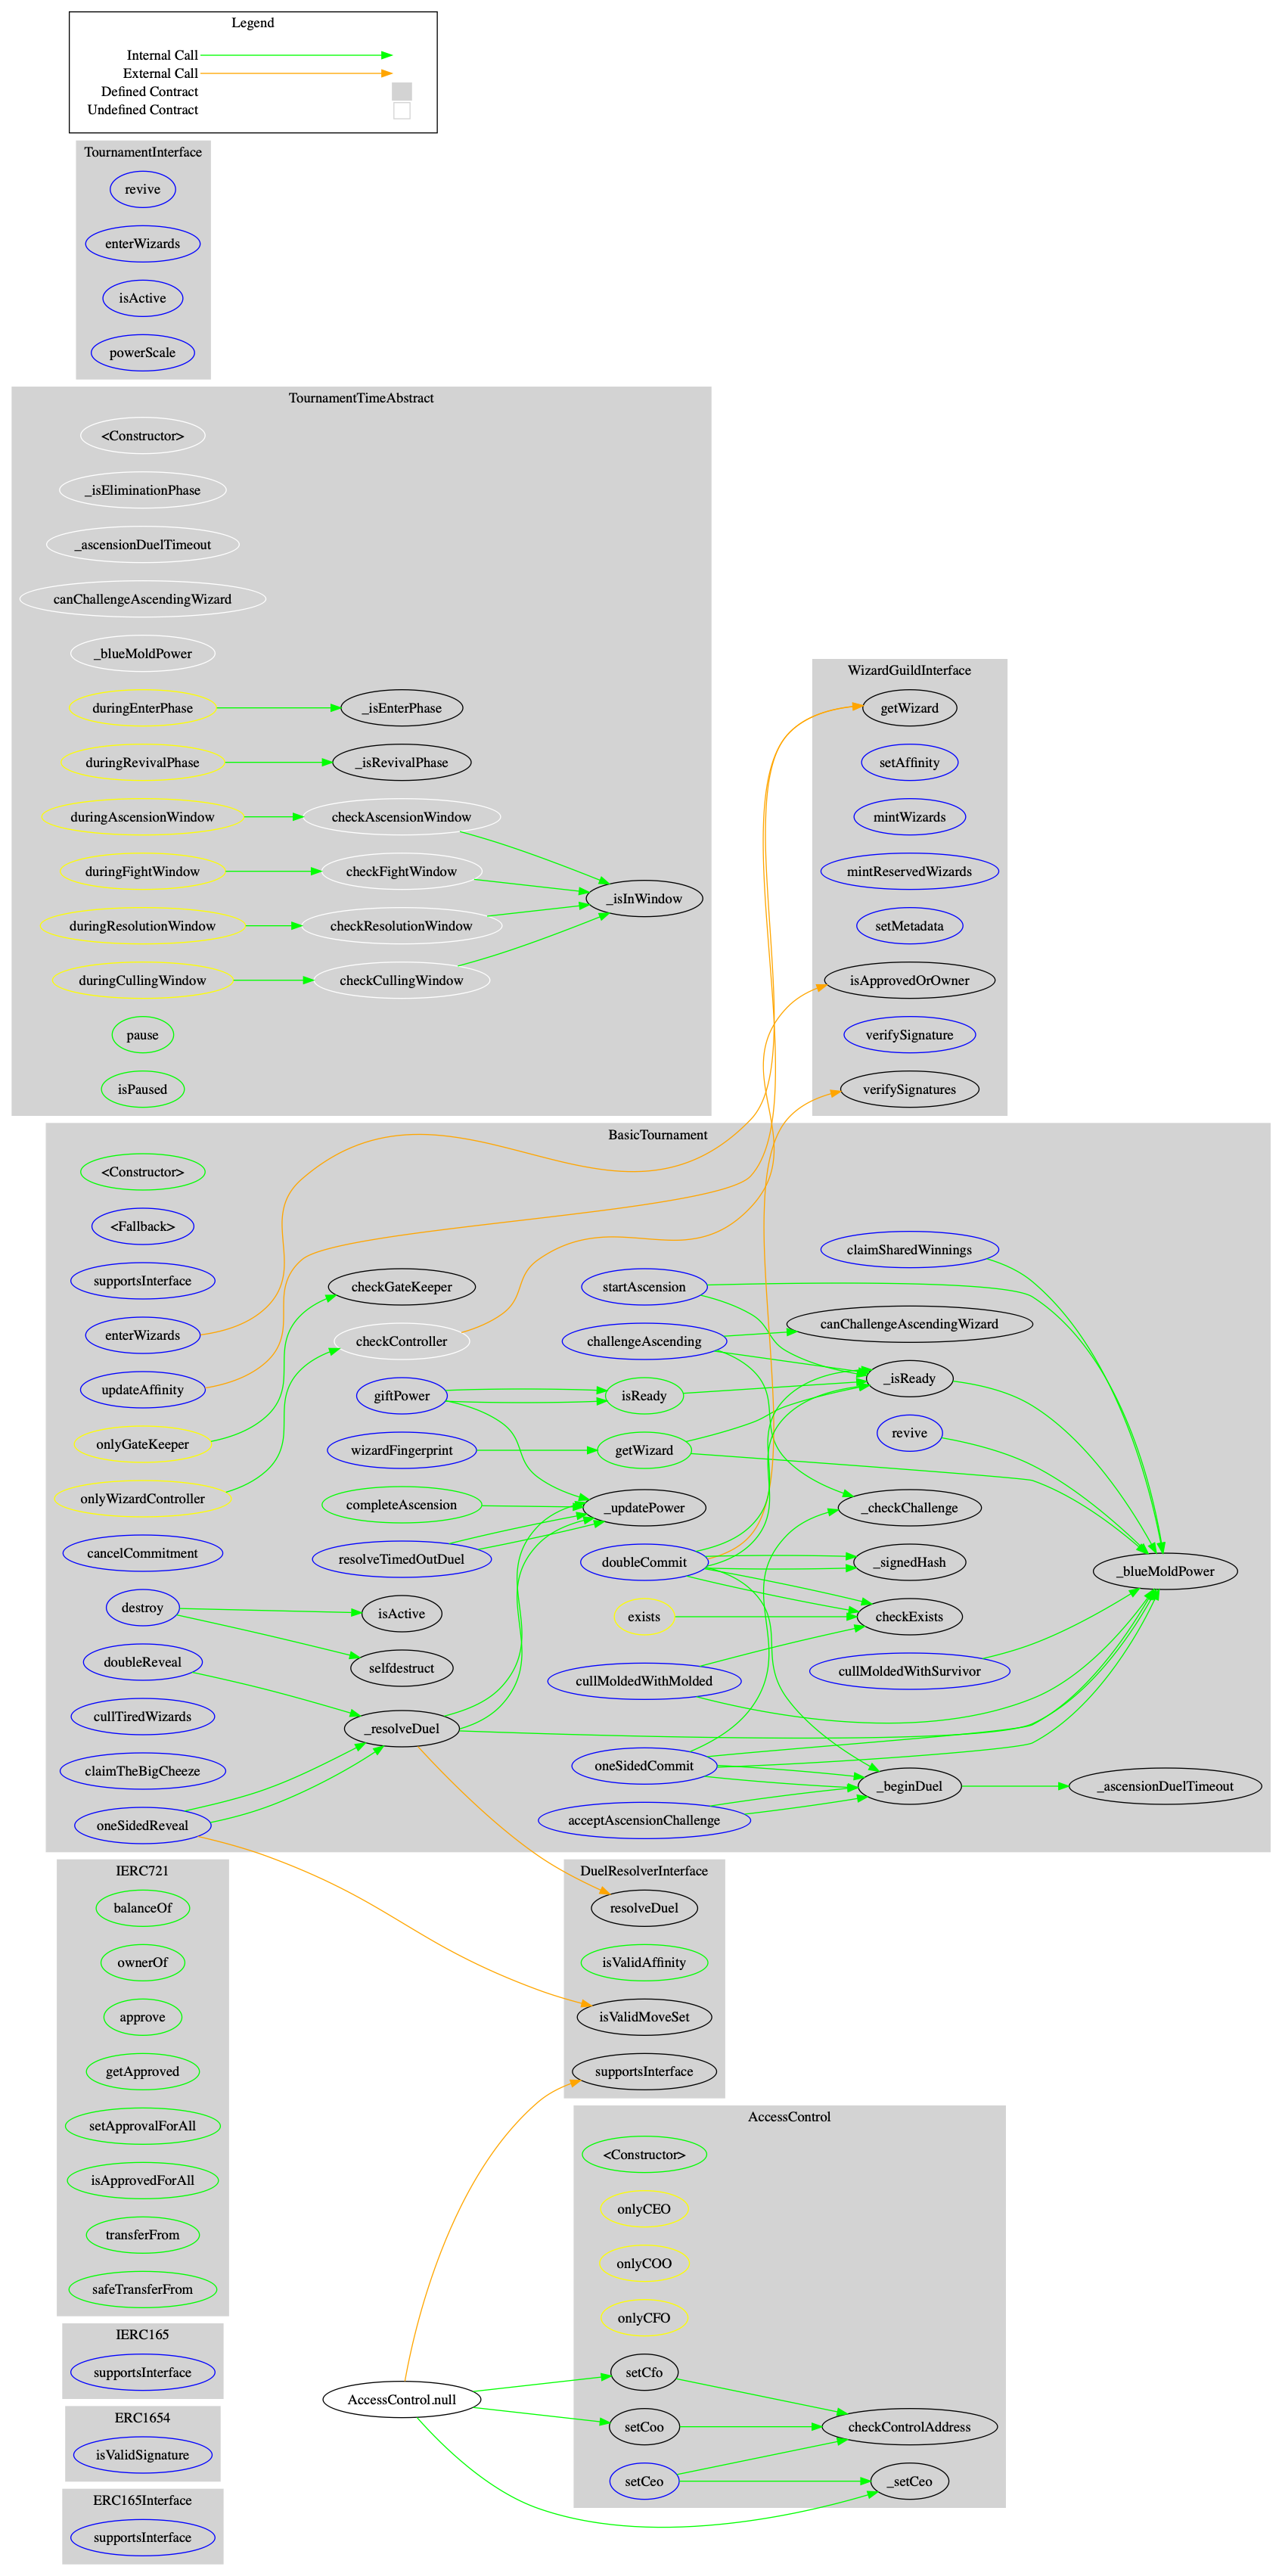 Legend
Internal Call
External Call
Defined Contract
Undefined Contract
TournamentInterface
revive
enterWizards
isActive
powerScale
TournamentTimeAbstract
<Constructor>
_isEliminationPhase
_ascensionDuelTimeout
canChallengeAscendingWizard
_blueMoldPower
duringEnterPhase
_isEnterPhase
duringRevivalPhase
_isRevivalPhase
duringAscensionWindow
checkAscensionWindow
duringFightWindow
checkFightWindow
_isInWindow
duringResolutionWindow
checkResolutionWindow
duringCullingWindow
checkCullingWindow
pause
isPaused
WizardGuildInterface
getWizard
setAffinity
mintWizards
mintReservedWizards
setMetadata
isApprovedOrOwner
verifySignature
verifySignatures
BasicTournament
<Constructor>
<Fallback>
supportsInterface
enterWizards
updateAffinity
onlyGateKeeper
onlyWizardController
cancelCommitment
destroy
doubleReveal
cullTiredWizards
claimTheBigCheeze
oneSidedReveal
checkGateKeeper
checkController
giftPower
wizardFingerprint
completeAscension
resolveTimedOutDuel
isActive
selfdestruct
_resolveDuel
startAscension
challengeAscending
isReady
getWizard
_updatePower
doubleCommit
exists
cullMoldedWithMolded
oneSidedCommit
acceptAscensionChallenge
claimSharedWinnings
canChallengeAscendingWizard
_isReady
revive
_checkChallenge
_signedHash
checkExists
cullMoldedWithSurvivor
_beginDuel
_blueMoldPower
_ascensionDuelTimeout
IERC721
balanceOf
ownerOf
approve
getApproved
setApprovalForAll
isApprovedForAll
transferFrom
safeTransferFrom
DuelResolverInterface
resolveDuel
isValidAffinity
isValidMoveSet
supportsInterface
AccessControl
<Constructor>
onlyCEO
onlyCOO
onlyCFO
setCfo
setCoo
setCeo
checkControlAddress
_setCeo
AccessControl.null
IERC165
supportsInterface
ERC1654
isValidSignature
ERC165Interface
supportsInterface